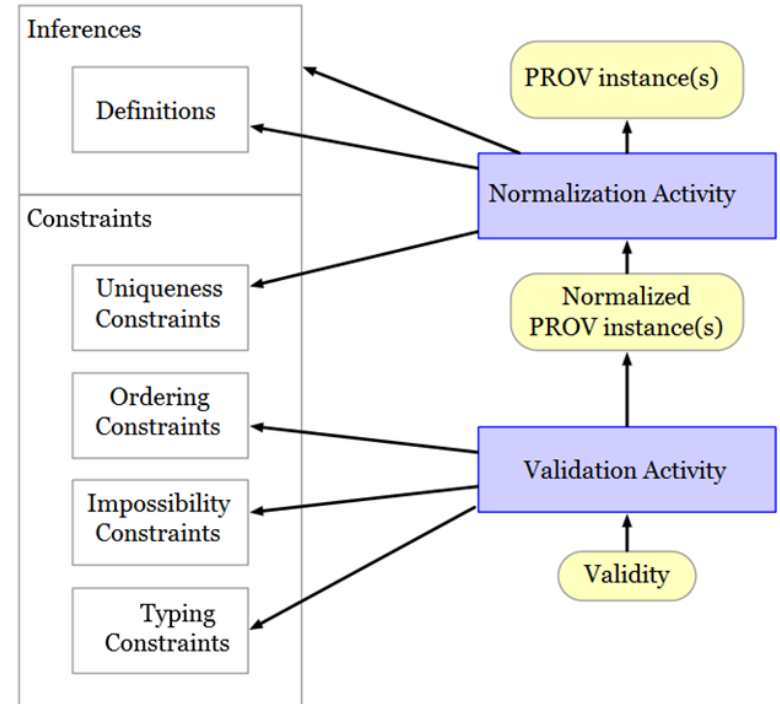 Inferences
Definitions
Constraints
Uniqueness
Constraints
Ordering
Constraints
Impossibility
Constraints
Typing
Constraints
PROV instance(s)
Normalization Activity
Normalized
PROV instance(s)
Validation Activity
Validity